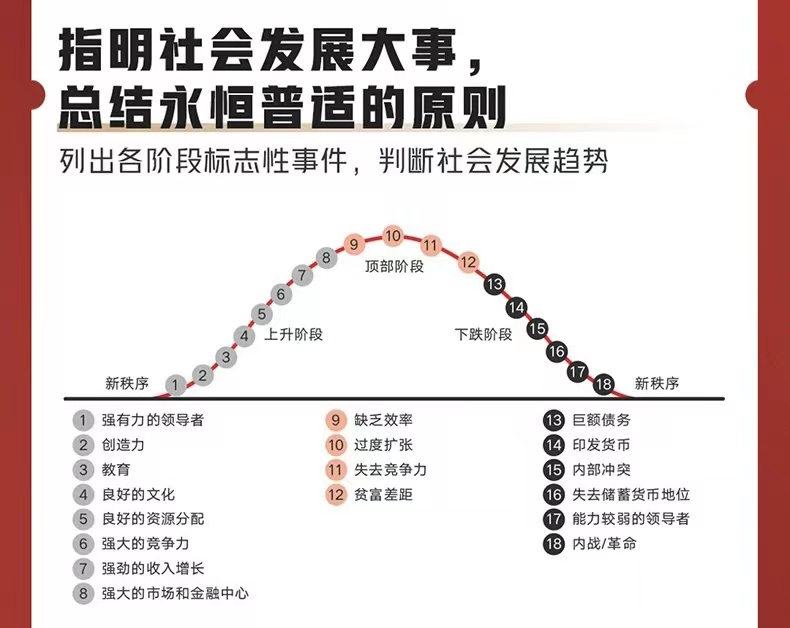 指明社会发展大事，
总结永恒普适的原则
列出各阶段标志性事件，判断社会发展趋势
9
10
11
12
8
7
6
5
4
3
2
1
13
14
15
16
17
18
顶部阶段
上升阶段
下跌阶段
新秩序
新秩序
1 强有力的领导者
2 创造力
3 教育
4 良好的文化
5 良好的资源分配
6 强大的竞争力
7 强劲的收入增长
8 强大的市场和金融中心
9 缺乏效率
10 过度扩张
11 失去竞争力
12 贫富差距
13 巨额债务
14 印发货币
15 内部冲突
16 失去储蓄货币地位
17 能力较弱的领导者
18 内战/革命